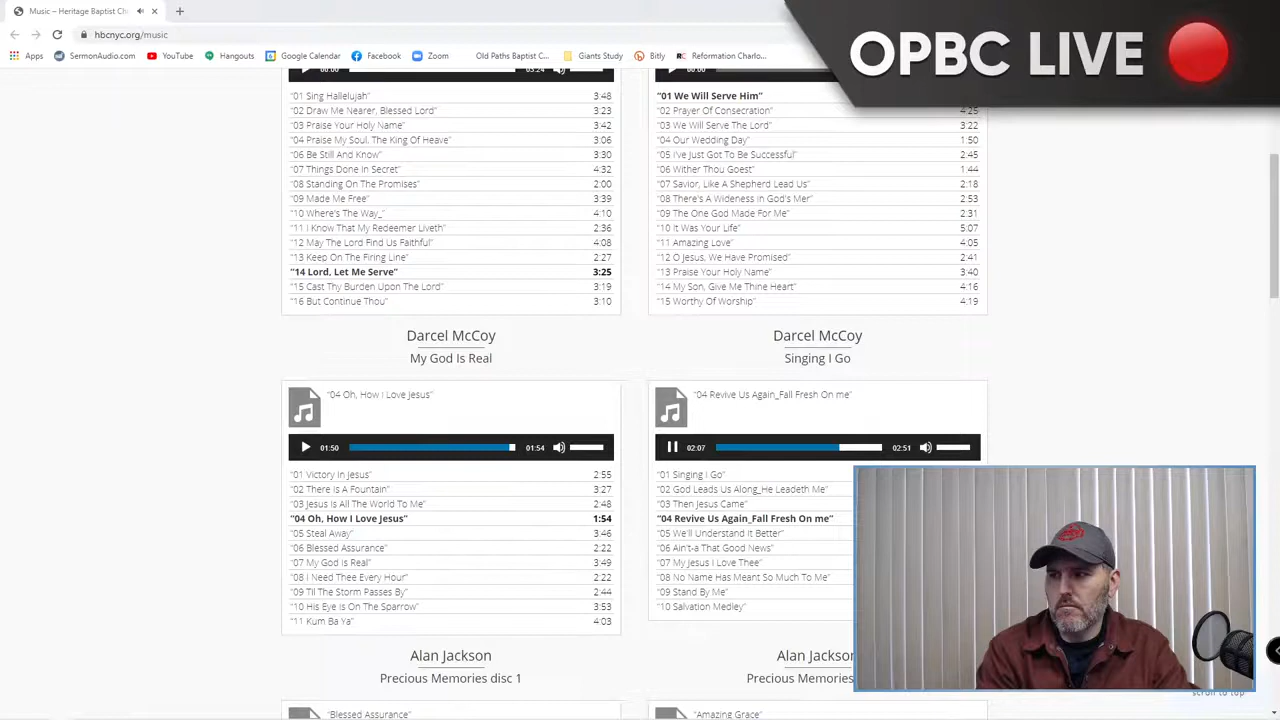 Music – Heritage Baptist Ch
OPBC LIVE
hbcnyc.org/music
Apps
SermonAudio.com
YouTube
Hangouts
Google Calendar
Facebook
Zoom
Old Paths Baptist C...
Giants Study
Bitly
Reformation Charlo...
"01 Sing Hallelujah" 3:48
"02 Draw Me Nearer, Blessed Lord" 3:23
"03 Praise Your Holy Name" 3:42
"04 Praise My Soul, The King Of Heave" 3:06
"06 Be Still And Know" 3:30
"07 Things Done In Secret" 4:32
"08 Standing On The Promises" 2:00
"09 Made Me Free" 3:39
"10 Where's The Way_" 4:10
"11 I Know That My Redeemer Liveth" 2:36
"12 May The Lord Find Us Faithful" 4:08
"13 Keep On The Firing Line" 2:27
"14 Lord, Let Me Serve" 3:25
"15 Cast Thy Burden Upon The Lord" 3:19
"16 But Continue Thou" 3:10
"01 We Will Serve Him"
"02 Prayer Of Consecration" 4:25
"03 We Will Serve The Lord" 3:22
"04 Our Wedding Day" 1:50
"05 I've Just Got To Be Successful" 2:45
"06 Wither Thou Goest" 1:44
"07 Savior, Like A Shepherd Lead Us" 2:18
"08 There's A Wideness In God's Mer" 2:53
"09 The One God Made For Me" 2:31
"10 It Was Your Life" 5:07
"11 Amazing Love" 4:05
"12 O Jesus, We Have Promised" 2:41
"13 Praise Your Holy Name" 3:40
"14 My Son, Give Me Thine Heart" 4:16
"15 Worthy Of Worship" 4:19
Darcel McCoy
My God Is Real
Darcel McCoy
Singing I Go
"04 Oh, How I Love Jesus"
01:50 01:54
"01 Victory In Jesus" 2:55
"02 There Is A Fountain" 3:27
"03 Jesus Is All The World To Me" 2:48
"04 Oh, How I Love Jesus" 1:54
"05 Steal Away" 3:46
"06 Blessed Assurance" 2:22
"07 My God Is Real" 3:49
"08 I Need Thee Every Hour" 2:22
"09 Til The Storm Passes By" 2:44
"10 His Eye Is On The Sparrow" 3:53
"11 Kum Ba Ya" 4:03
"04 Revive Us Again_Fall Fresh On me"
02:07 02:51
"01 Singing I Go"
"02 God Leads Us Along_He Leadeth Me"
"03 Then Jesus Came"
"04 Revive Us Again_Fall Fresh On me"
"05 We'll Understand It Better"
"06 Ain't-a That Good News"
"07 My Jesus I Love Thee"
"08 No Name Has Meant So Much To Me"
"09 Stand By Me"
"10 Salvation Medley"
Alan Jackson
Precious Memories disc 1
Alan Jackson
Precious Memories
scroll to top
"Blessed Assurance"
"Amazing Grace"